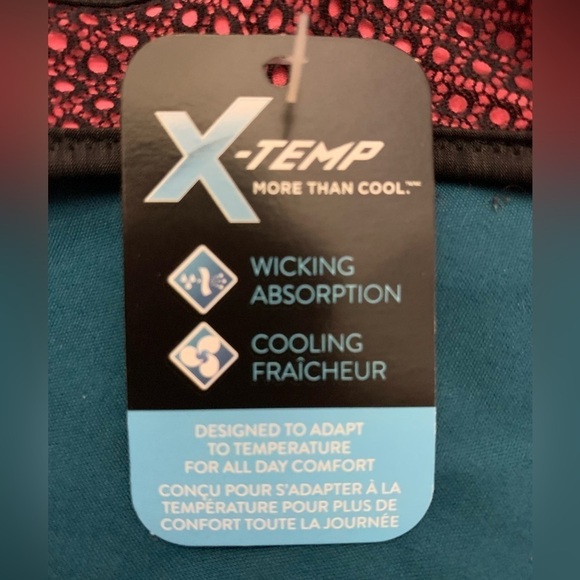 X-TEMP
MORE THAN COOL.™/MC
WICKING
ABSORPTION
COOLING
FRAÎCHEUR
DESIGNED TO ADAPT
TO TEMPERATURE
FOR ALL DAY COMFORT
CONÇU POUR S'ADAPTER À LA
TEMPÉRATURE POUR PLUS DE
CONFORT TOUTE LA JOURNÉE